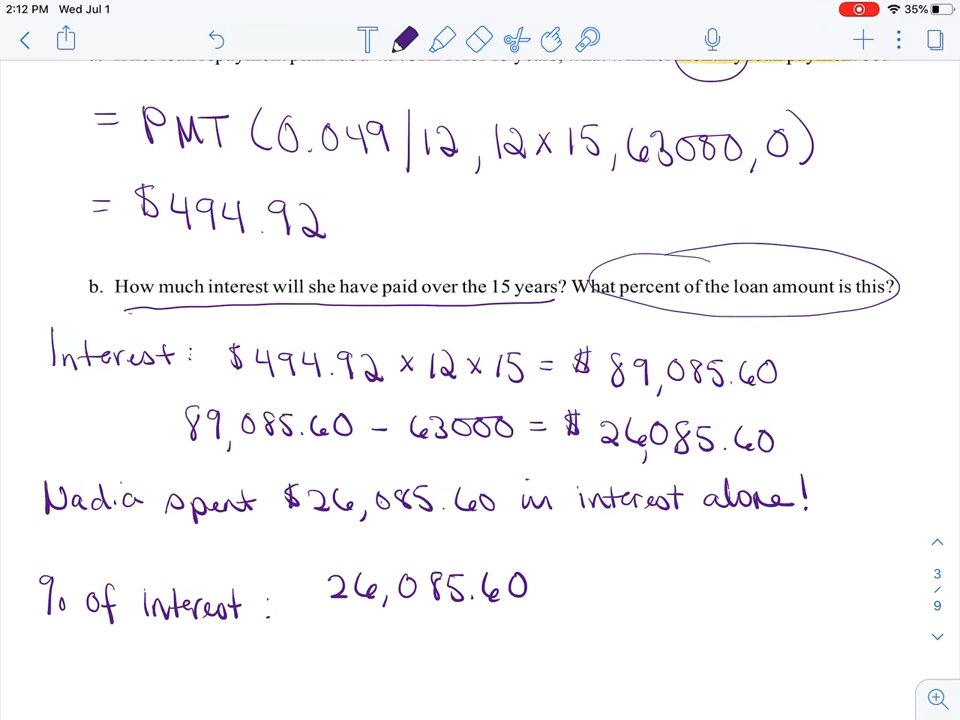 2:12 PM Wed Jul 1 35%
T
= PMT (0.049/12, 12×15, 63000, 0)
= $494.92
b. How much interest will she have paid over the 15 years? What percent of the loan amount is this?
Interest: $494.92 × 12 × 15 = $89,085.60
89,085.60 - 63000 = $26,085.60
Nadia spent $26,085.60 in interest alone!
% of interest: 26,085.60
3
/
9